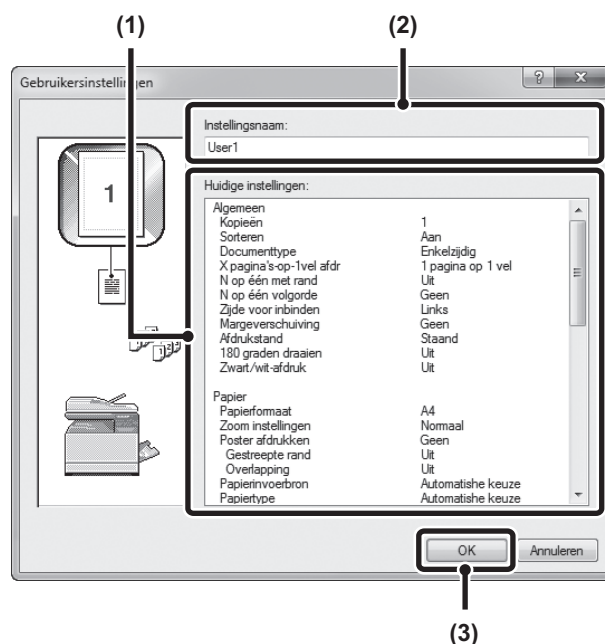 (1)
(2)
Gebruikersinstellingen
Instellingsnaam:
User1
1
Huidige instellingen:
Algemeen
Kopieën 1
Sorteren Aan
Documenttype Enkelzijdig
X pagina's-op-1vel afdr 1 pagina op 1 vel
N op één met rand Uit
N op één volgorde Geen
Zijde voor inbinden Links
Margeverschuiving Geen
Afdrukstand Staand
180 graden draaien Uit
Zwart/wit-afdruk Uit
Papier
Papierformaat A4
Zoom instellingen Normaal
Poster afdrukken Geen
Gestreepte rand Uit
Overlapping Uit
Papierinvoerbron Automatishe keuze
Papiertype Automatishe keuze
OK Annuleren
(3)